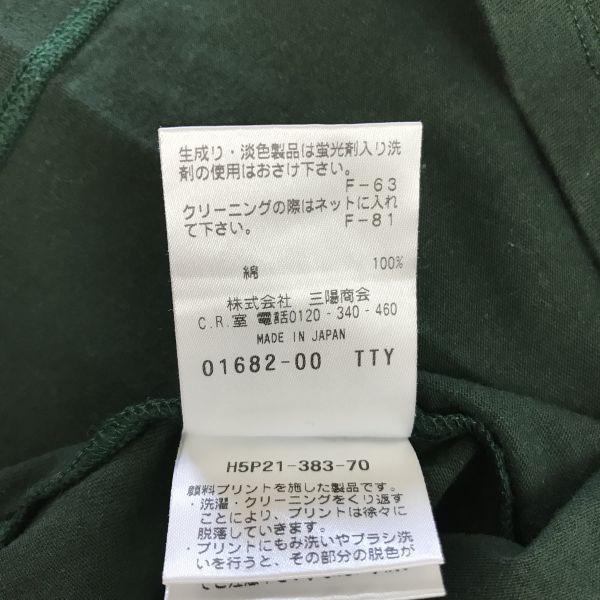 生成り・淡色製品は蛍光剤入り洗
剤の使用はおさけ下さい。
F-63
クリーニングの際はネットに入れ
て下さい。 F-81
綿 100%
株式会社 三陽商会
C.R.室 電話0120-340-460
MADE IN JAPAN
01682-00 TTY
H5P21-383-70
顔料プリントを施した製品です。
・洗濯・クリーニングをくり返す
ことにより、プリントは徐々に
脱落していきます。
・プリントにもみ洗いやブラシ洗
いを行うと、その部分の脱色が